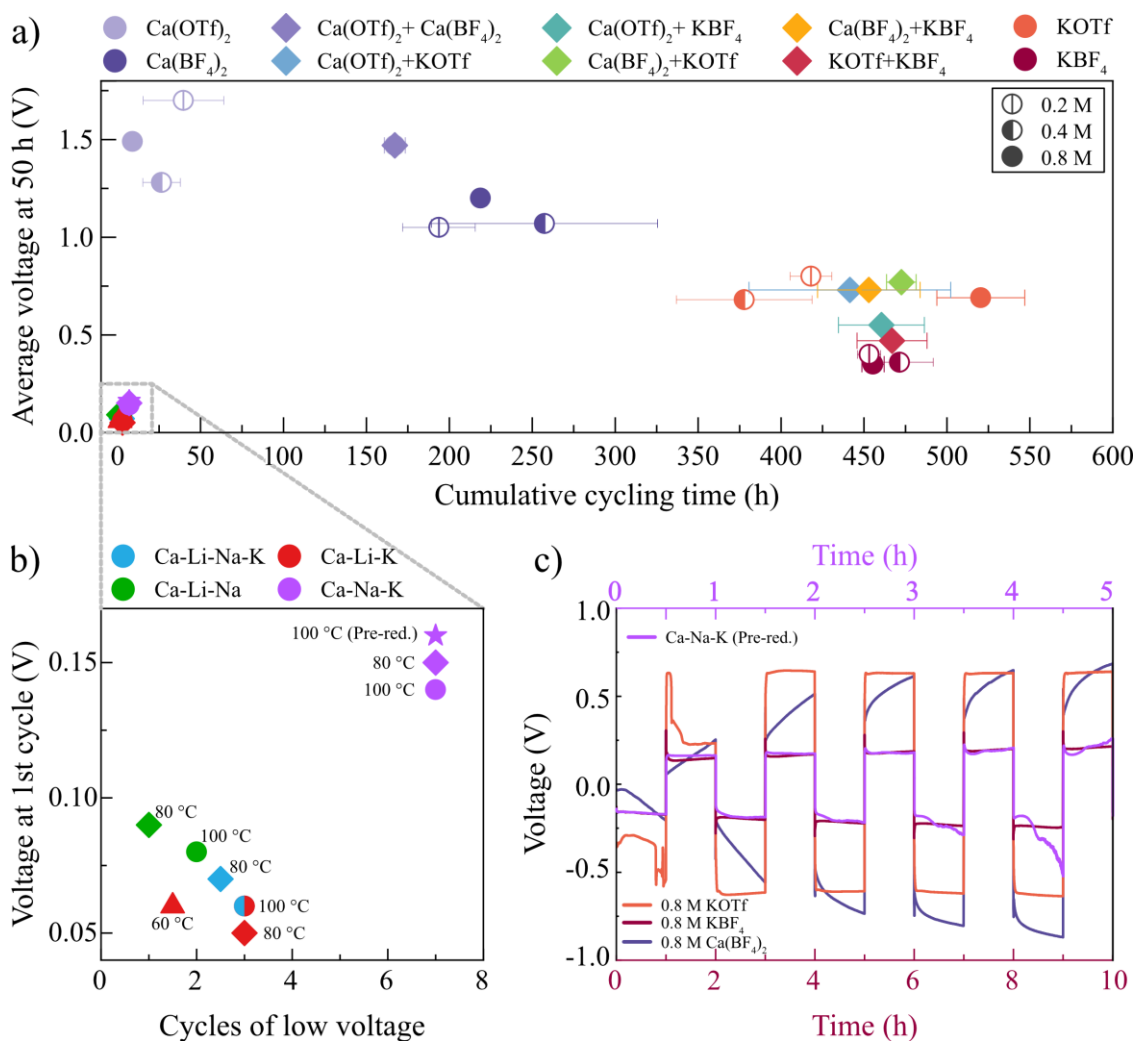 a)
Ca(OTf)₂ Ca(OTf)₂+ Ca(BF₄)₂ Ca(OTf)₂+ KBF₄ Ca(BF₄)₂+KBF₄ KOTf
Ca(BF₄)₂ Ca(OTf)₂+KOTf Ca(BF₄)₂+KOTf KOTf+KBF₄ KBF₄
Average voltage at 50 h (V)
1.5
1.0
0.5
0.0
0.2 M
0.4 M
0.8 M
0 50 100 150 200 250 300 350 400 450 500 550 600
Cumulative cycling time (h)
b)
Ca-Li-Na-K Ca-Li-K
Ca-Li-Na Ca-Na-K
Voltage at 1st cycle (V)
0.15
0.10
0.05
100 °C (Pre-red.)
80 °C
100 °C
80 °C
100 °C
80 °C
60 °C
100 °C
80 °C
0 2 4 6 8
Cycles of low voltage
c)
Time (h)
0 1 2 3 4 5
Voltage (V)
1.0
0.5
0.0
-0.5
-1.0
Ca-Na-K (Pre-red.)
0.8 M KOTf
0.8 M KBF₄
0.8 M Ca(BF₄)₂
0 2 4 6 8 10
Time (h)